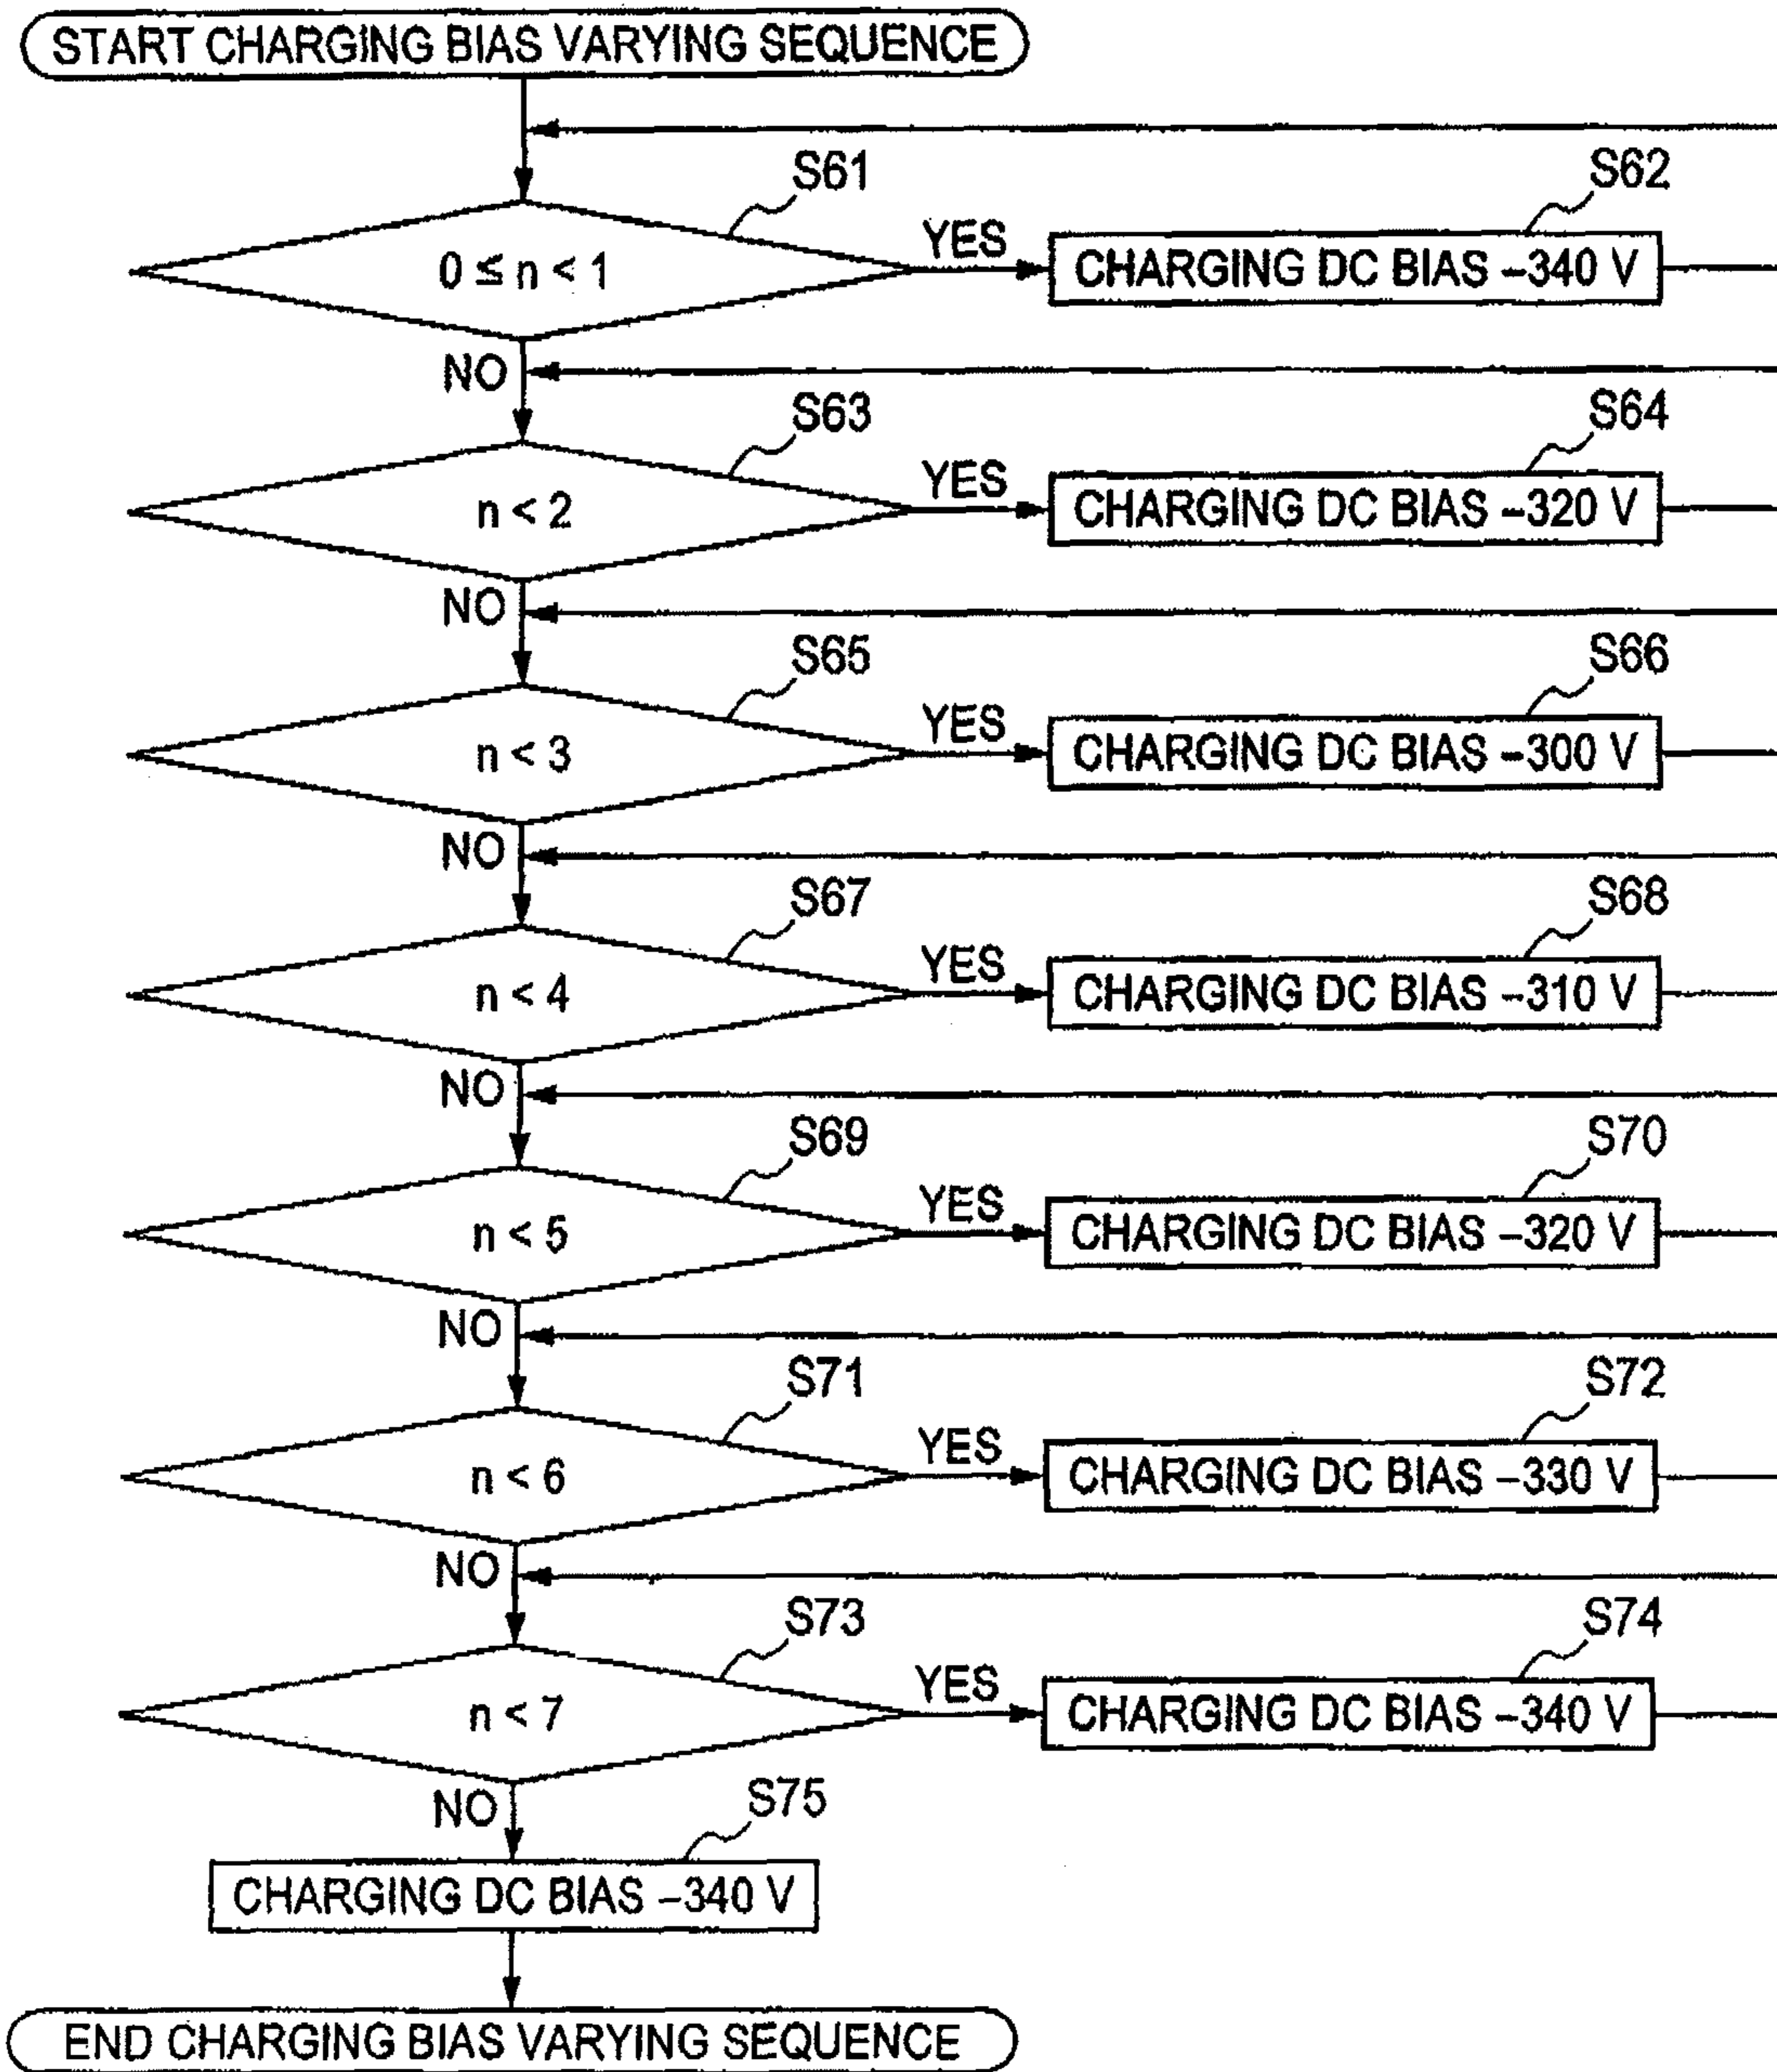 START CHARGING BIAS VARYING SEQUENCE
S61
S62
0 ≤ n < 1
YES
CHARGING DC BIAS –340 V
NO
S63
S64
n < 2
YES
CHARGING DC BIAS –320 V
NO
S65
S66
n < 3
YES
CHARGING DC BIAS –300 V
NO
S67
S68
n < 4
YES
CHARGING DC BIAS –310 V
NO
S69
S70
n < 5
YES
CHARGING DC BIAS –320 V
NO
S71
S72
n < 6
YES
CHARGING DC BIAS –330 V
NO
S73
S74
n < 7
YES
CHARGING DC BIAS –340 V
NO
S75
CHARGING DC BIAS –340 V
END CHARGING BIAS VARYING SEQUENCE